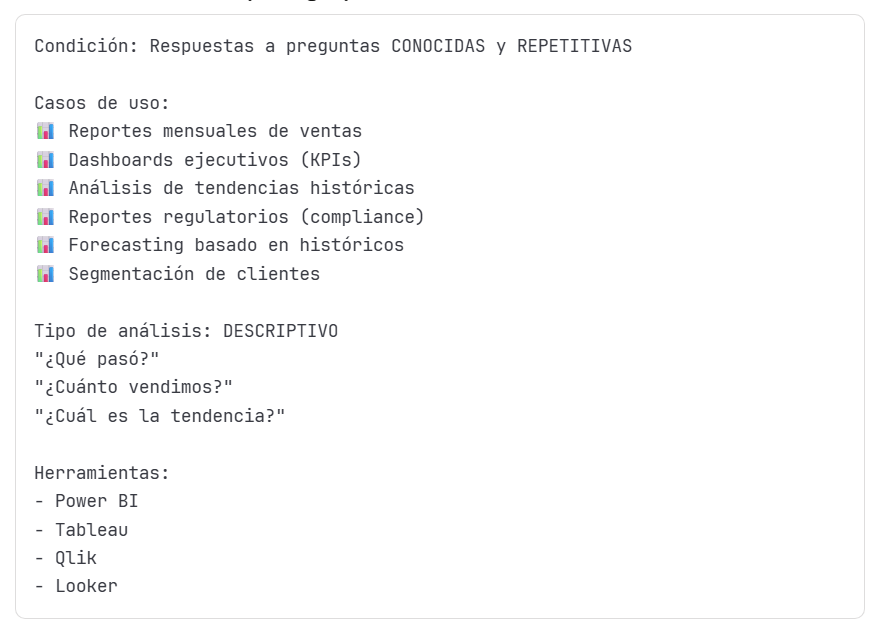 Condición: Respuestas a preguntas CONOCIDAS y REPETITIVAS
Casos de uso:
📊 Reportes mensuales de ventas
📊 Dashboards ejecutivos (KPIs)
📊 Análisis de tendencias históricas
📊 Reportes regulatorios (compliance)
📊 Forecasting basado en históricos
📊 Segmentación de clientes
Tipo de análisis: DESCRIPTIVO
"¿Qué pasó?"
"¿Cuánto vendimos?"
"¿Cuál es la tendencia?"
Herramientas:
- Power BI
- Tableau
- Qlik
- Looker